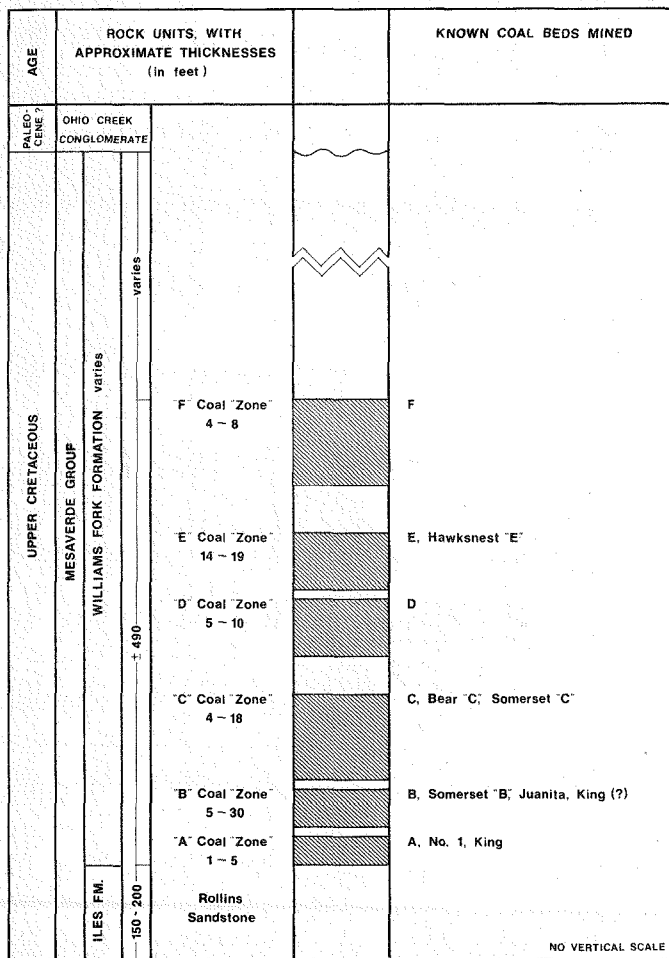 AGE
ROCK UNITS, WITH
APPROXIMATE THICKNESSES
(in feet)
KNOWN COAL BEDS MINED
PALEO-
CENE ?
OHIO CREEK
CONGLOMERATE
UPPER CRETACEOUS
MESAVERDE GROUP
WILLIAMS FORK FORMATION varies
varies
± 490
"F" Coal "Zone"
4 - 8
F
"E" Coal "Zone"
14 - 19
E, Hawksnest "E"
"D" Coal "Zone"
5 - 10
D
"C" Coal "Zone"
4 - 18
C, Bear "C," Somerset "C"
"B" Coal "Zone"
5 - 30
B, Somerset "B," Juanita, King (?)
"A" Coal "Zone"
1 - 5
A, No. 1, King
ILES FM.
150 - 200
Rollins
Sandstone
NO VERTICAL SCALE